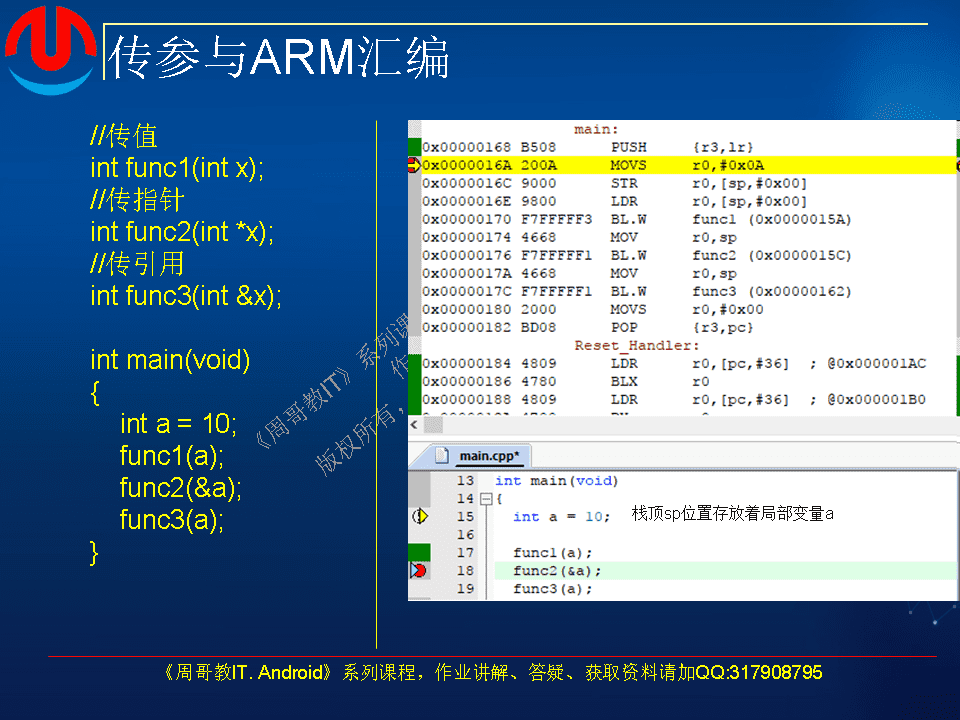 传参与ARM汇编
//传值
int func1(int x);
//传指针
int func2(int *x);
//传引用
int func3(int &x);
int main(void)
{
int a = 10;
func1(a);
func2(&a);
func3(a);
}
《周哥教IT》系列课
作
版权所有，
main:
0x00000168 B508 PUSH {r3,lr}
0x0000016A 200A MOVS r0,#0x0A
0x0000016C 9000 STR r0,[sp,#0x00]
0x0000016E 9800 LDR r0,[sp,#0x00]
0x00000170 F7FFFFF3 BL.W func1 (0x0000015A)
0x00000174 4668 MOV r0,sp
0x00000176 F7FFFFF1 BL.W func2 (0x0000015C)
0x0000017A 4668 MOV r0,sp
0x0000017C F7FFFFF1 BL.W func3 (0x00000162)
0x00000180 2000 MOVS r0,#0x00
0x00000182 BD08 POP {r3,pc}
Reset_Handler:
0x00000184 4809 LDR r0,[pc,#36] ; @0x000001AC
0x00000186 4780 BLX r0
0x00000188 4809 LDR r0,[pc,#36] ; @0x000001B0
main.cpp*
13 int main(void)
14 {
15 int a = 10; 栈顶sp位置存放着局部变量a
16
17 func1(a);
18 func2(&a);
19 func3(a);
《周哥教IT. Android》系列课程，作业讲解、答疑、获取资料请加QQ:317908795